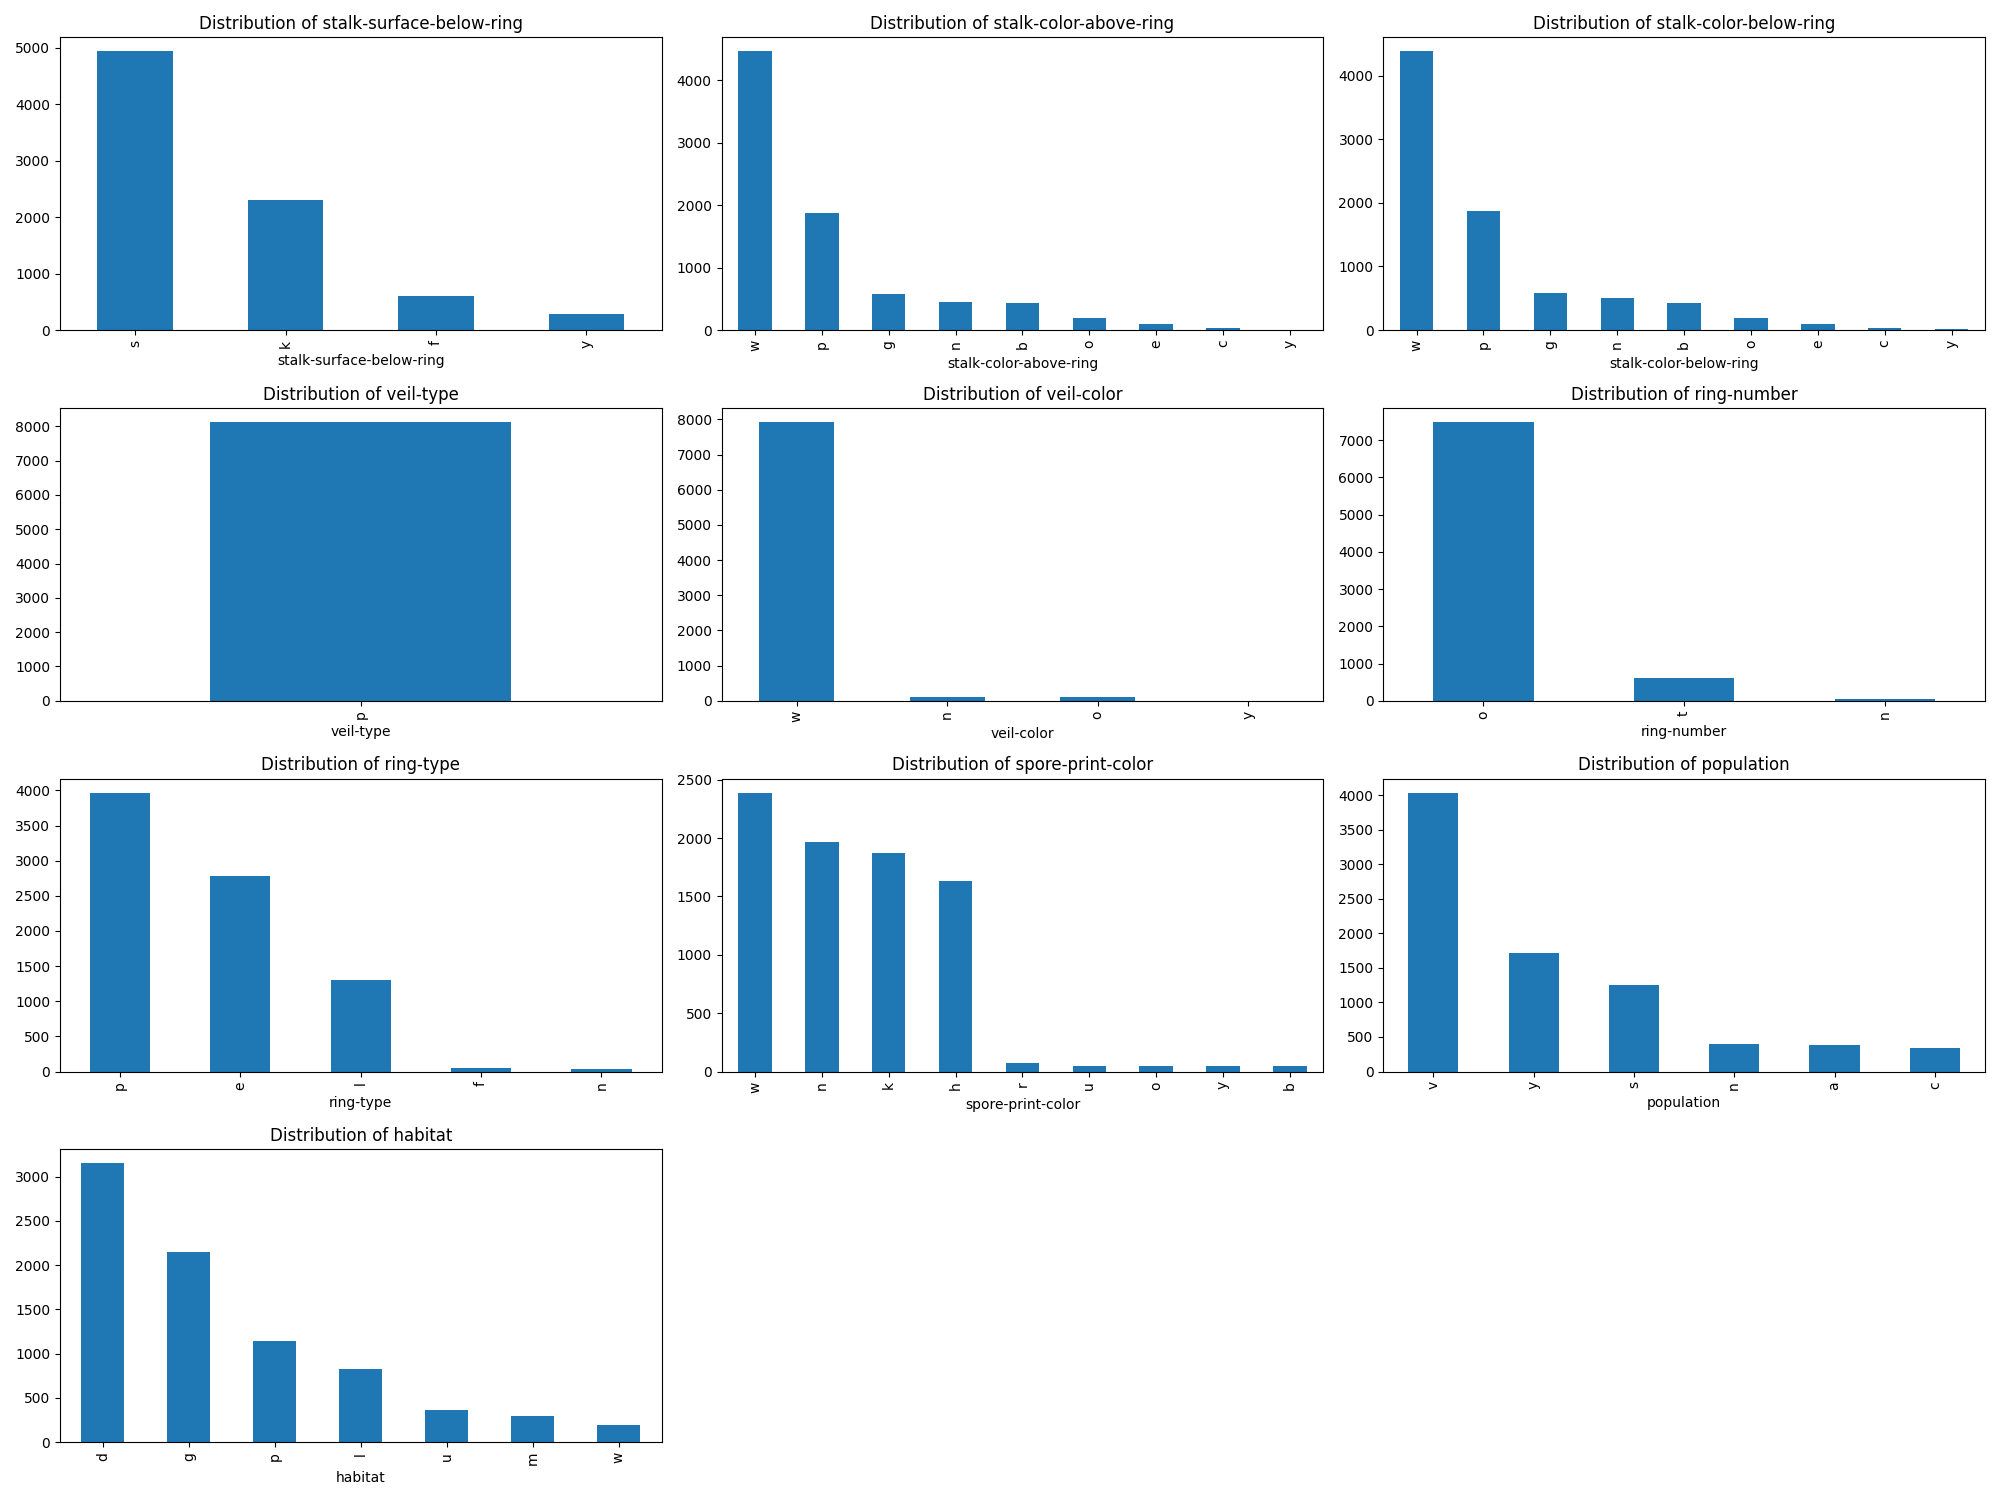 Distribution of stalk-surface-below-ring
5000
4000
3000
2000
1000
0
s k f y
stalk-surface-below-ring
Distribution of stalk-color-above-ring
4000
3000
2000
1000
0
w p g n b o e c y
stalk-color-above-ring
Distribution of stalk-color-below-ring
4000
3000
2000
1000
0
w p g n b o e c y
stalk-color-below-ring
Distribution of veil-type
8000
7000
6000
5000
4000
3000
2000
1000
0
p
veil-type
Distribution of veil-color
8000
7000
6000
5000
4000
3000
2000
1000
0
w n o y
veil-color
Distribution of ring-number
7000
6000
5000
4000
3000
2000
1000
0
o t n
ring-number
Distribution of ring-type
4000
3500
3000
2500
2000
1500
1000
500
0
p e l f n
ring-type
Distribution of spore-print-color
2500
2000
1500
1000
500
0
w n k h r u o y b
spore-print-color
Distribution of population
4000
3500
3000
2500
2000
1500
1000
500
0
v y s n a c
population
Distribution of habitat
3000
2500
2000
1500
1000
500
0
d g p l u m w
habitat